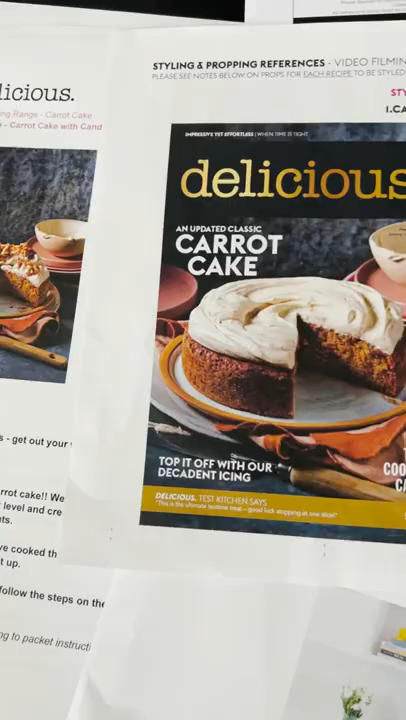 STYLING & PROPPING REFERENCES - VIDEO FILMIN
PLEASE SEE NOTES BELOW ON PROPS FOR EACH RECIPE TO BE STYLED
STY
1.CA
licious.
ng Range - Carrot Cake
- Carrot Cake with Cand
IMPRESSIVE YET EFFORTLESS | WHEN TIME IS TIGHT
delicious
AN UPDATED CLASSIC
CARROT
CAKE
TOP IT OFF WITH OUR
DECADENT ICING
COO
CA
DELICIOUS. TEST KITCHEN SAYS
"This is the ultimate teatime treat – good luck stopping at one slice!"
s - get out your
rrot cake!! We
level and cre
ts.
ve cooked th
t up.
follow the steps on the
ng to packet instructi